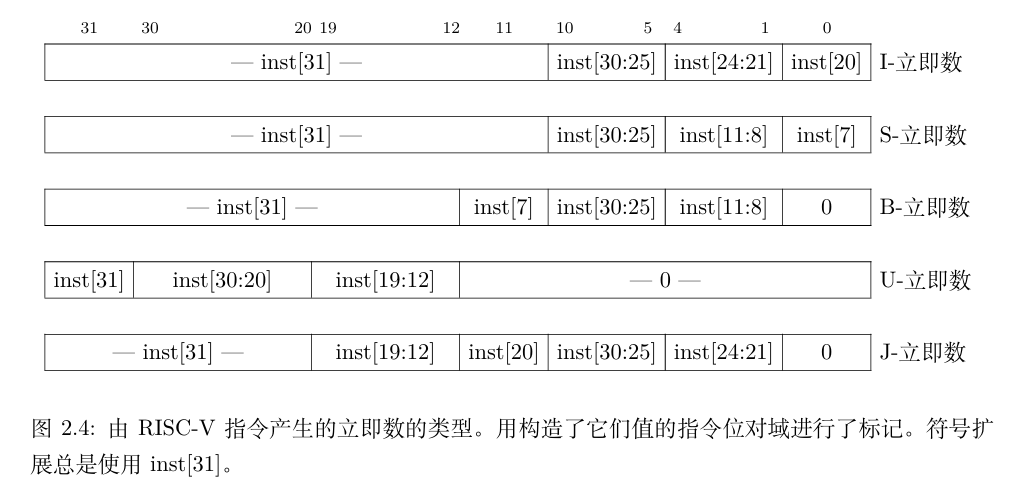 31 30 20 19 12 11 10 5 4 1 0
— inst[31] — inst[30:25] inst[24:21] inst[20] I-立即数
— inst[31] — inst[30:25] inst[11:8] inst[7] S-立即数
— inst[31] — inst[7] inst[30:25] inst[11:8] 0 B-立即数
inst[31] inst[30:20] inst[19:12] — 0 — U-立即数
— inst[31] — inst[19:12] inst[20] inst[30:25] inst[24:21] 0 J-立即数
图 2.4: 由 RISC-V 指令产生的立即数的类型。用构造了它们值的指令位对域进行了标记。符号扩
展总是使用 inst[31]。